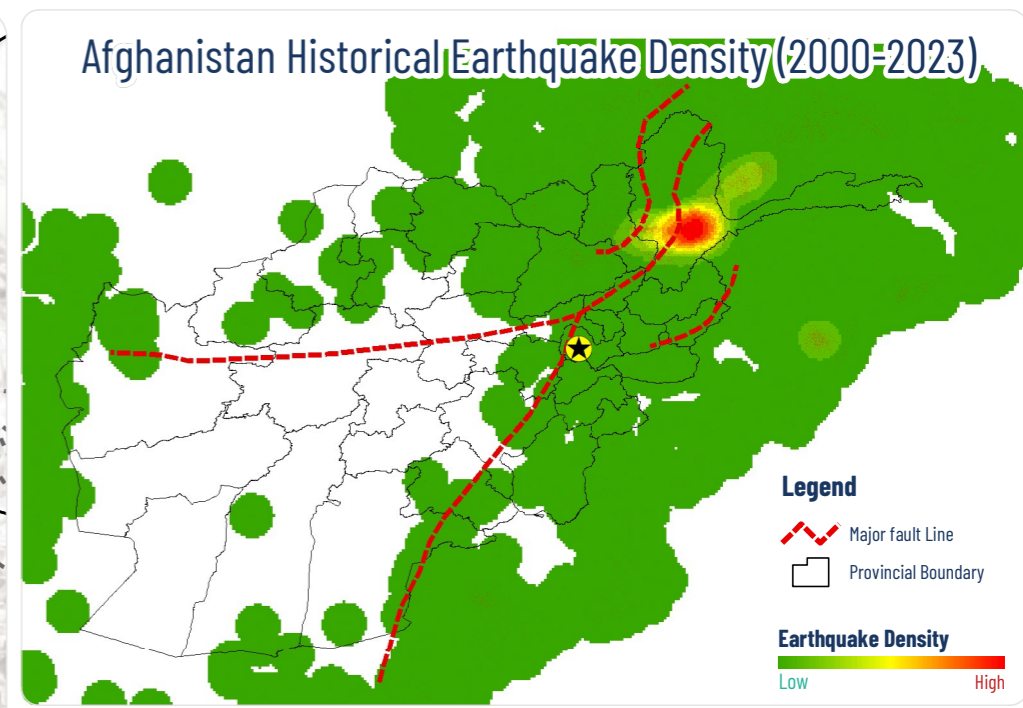 Afghanistan Historical Earthquake Density (2000=2023)
Legend
Major fault Line
Provincial Boundary
Earthquake Density
Low
High